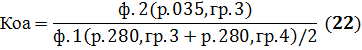 Коа = ф.2(р.035,гр.3) / ф.1(р.280,гр.3 + р.280,гр.4)/2 (22)